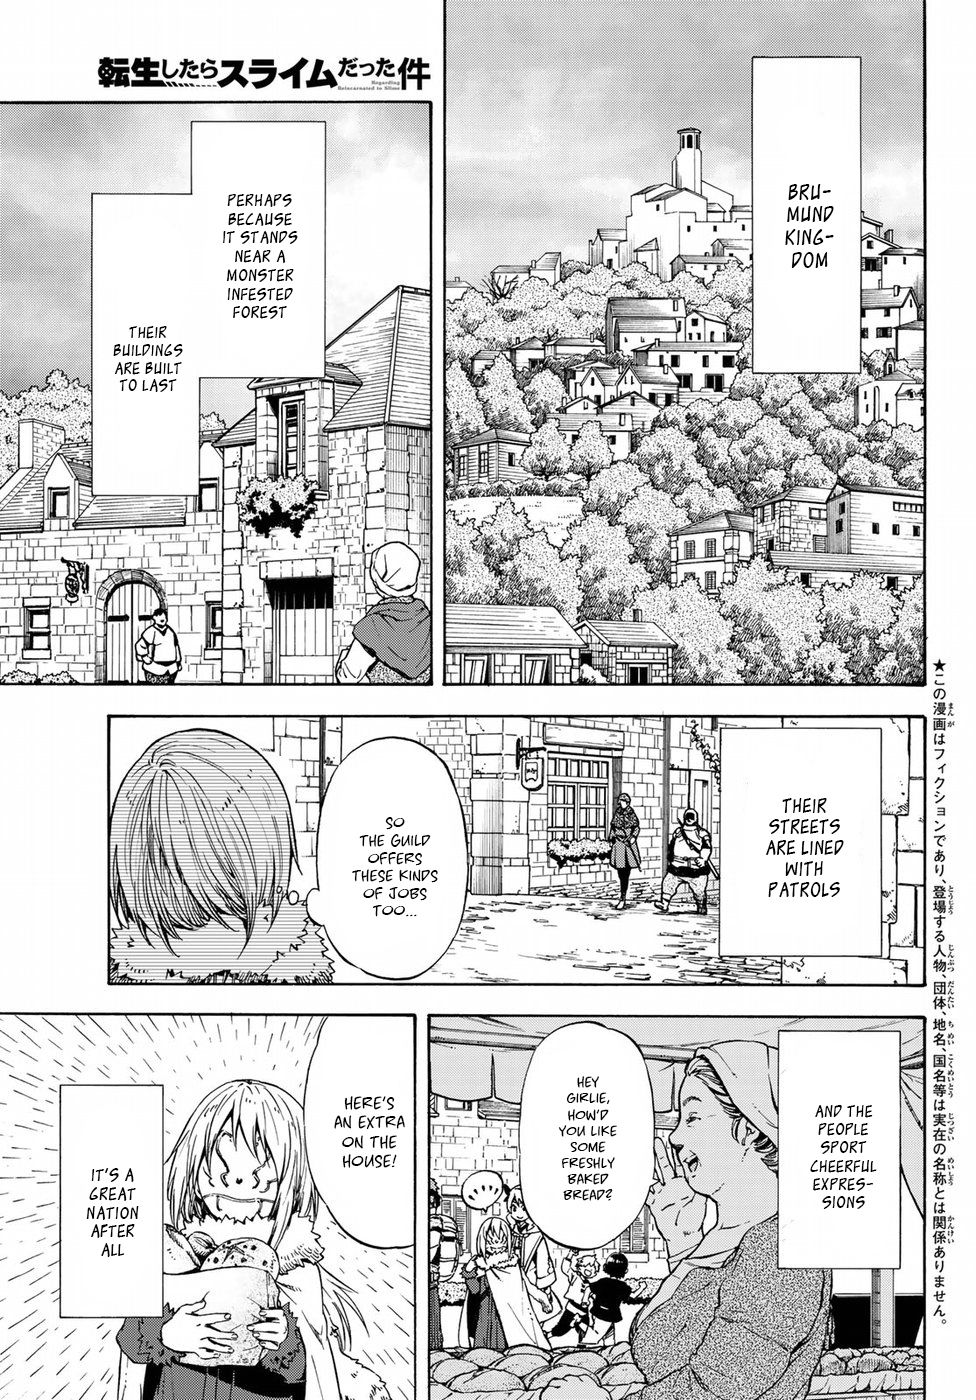 転生したらスライムだった件
Regarding
Reincarnated to Slime
BRU-
MUND
KING-
DOM
PERHAPS
BECAUSE
IT STANDS
NEAR A
MONSTER
INFESTED
FOREST
THEIR
BUILDINGS
ARE BUILT
TO LAST
THEIR
STREETS
ARE LINED
WITH
PATROLS
SO
THE GUILD
OFFERS
THESE KINDS
OF JOBS
TOO...
AND THE
PEOPLE
SPORT
CHEERFUL
EXPRES-
SIONS
HEY
GIRLIE,
HOW'D
YOU LIKE
SOME
FRESHLY
BAKED
BREAD?
HERE'S
AN EXTRA
ON THE
HOUSE!
IT'S A
GREAT
NATION
AFTER
ALL
★この漫画はフィクションであり、登場する人物、団体、地名、国名等は実在の名称とは関係ありません。